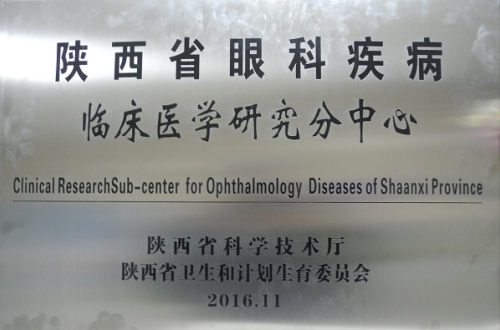 陕西省眼科疾病
临床医学研究分中心
Clinical ResearchSub-center for Ophthalmology Diseases of Shaanxi Province
陕西省科学技术厅
陕西省卫生和计划生育委员会
2016.11